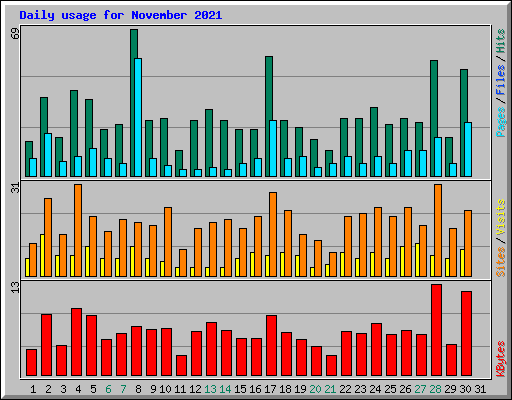 Daily usage for November 2021
69
Pages / Files / Hits
31
Sites / Visits
13
KBytes
1 2 3 4 5 6 7 8 9 10 11 12 13 14 15 16 17 18 19 20 21 22 23 24 25 26 27 28 29 30 31